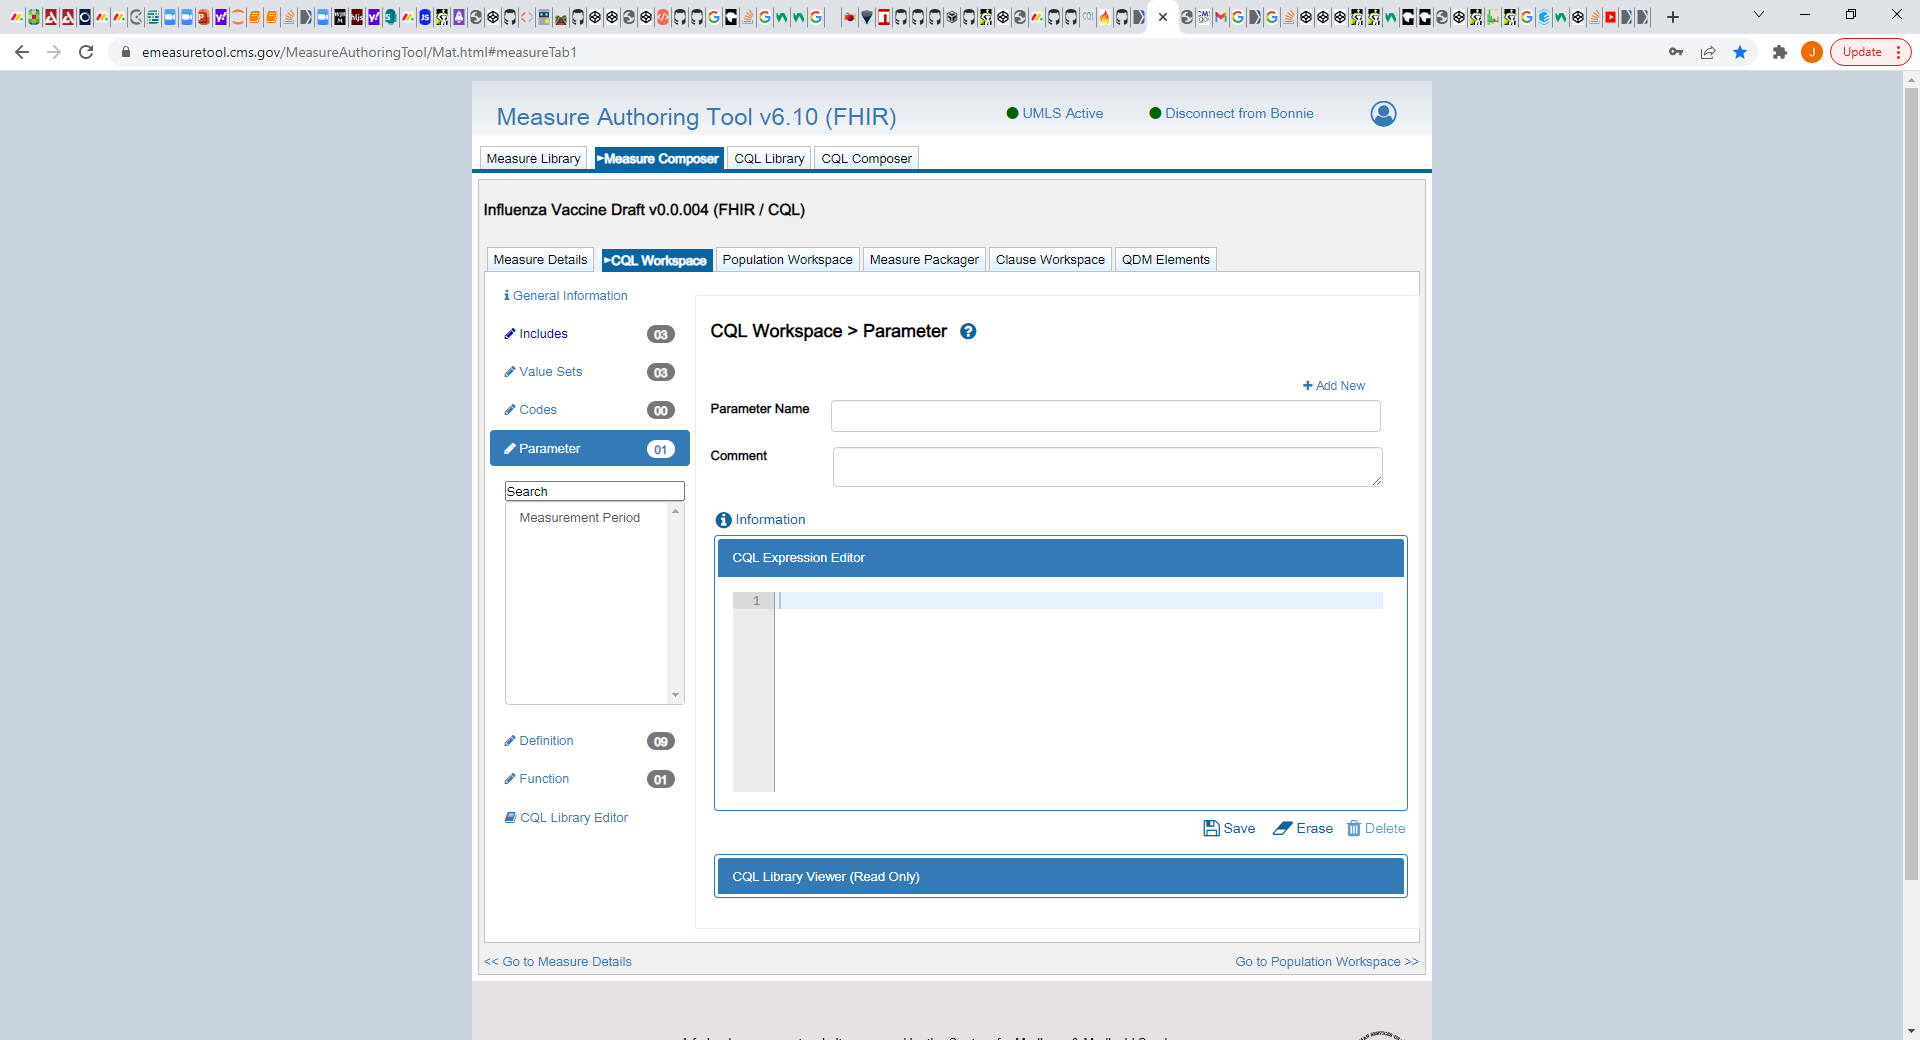 emeasuretool.cms.gov/MeasureAuthoringTool/Mat.html#measureTab1
J
Update
Measure Authoring Tool v6.10 (FHIR)
UMLS Active
Disconnect from Bonnie
Measure Library
Measure Composer
CQL Library
CQL Composer
Influenza Vaccine Draft v0.0.004 (FHIR / CQL)
Measure Details
CQL Workspace
Population Workspace
Measure Packager
Clause Workspace
QDM Elements
General Information
Includes 03
Value Sets 03
Codes 00
Parameter 01
Search
Measurement Period
Definition 09
Function 01
CQL Library Editor
CQL Workspace > Parameter
+ Add New
Parameter Name
Comment
Information
CQL Expression Editor
1
Save
Erase
Delete
CQL Library Viewer (Read Only)
<< Go to Measure Details
Go to Population Workspace >>